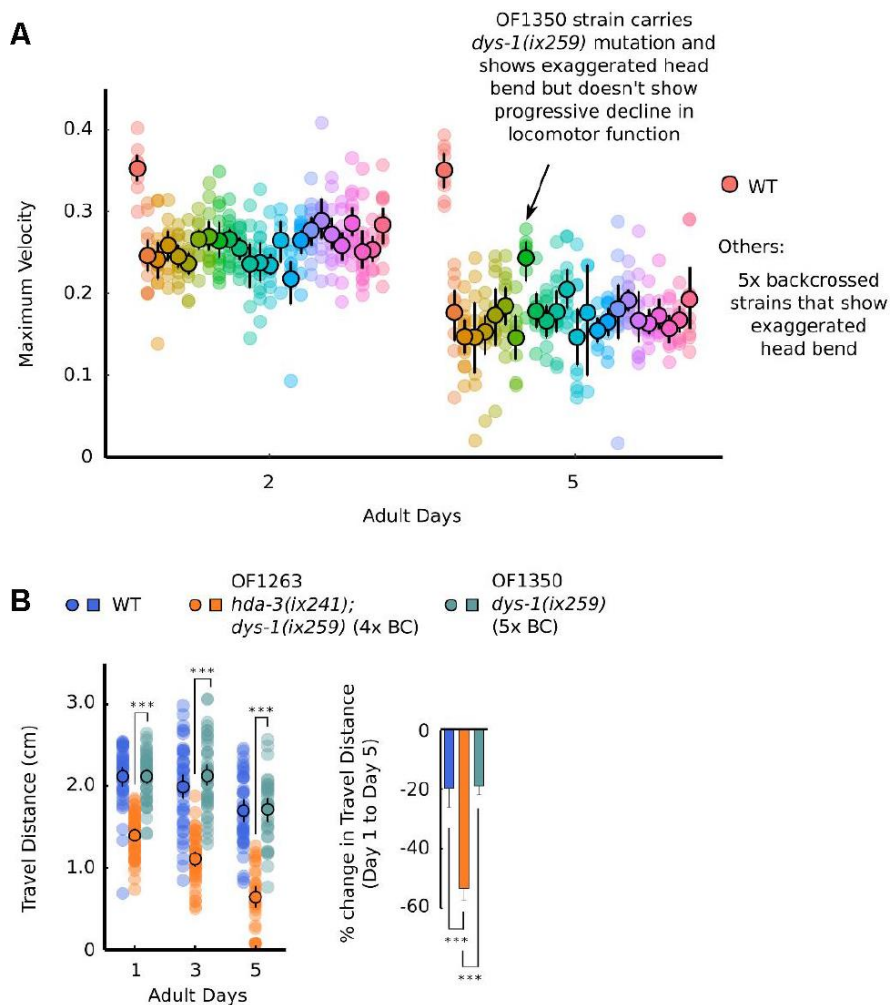 A
OF1350 strain carries
dys-1(ix259) mutation and
shows exaggerated head
bend but doesn't show
progressive decline in
locomotor function
0.4
0.3
0.2
0.1
0
Maximum Velocity
2
5
Adult Days
WT
Others:
5x backcrossed
strains that show
exaggerated
head bend
B
WT
OF1263
hda-3(ix241);
dys-1(ix259) (4x BC)
OF1350
dys-1(ix259)
(5x BC)
3.0
2.0
1.0
0
Travel Distance (cm)
***
***
***
1
3
5
Adult Days
% change in Travel Distance
(Day 1 to Day 5)
0
-20
-40
-60
***
***